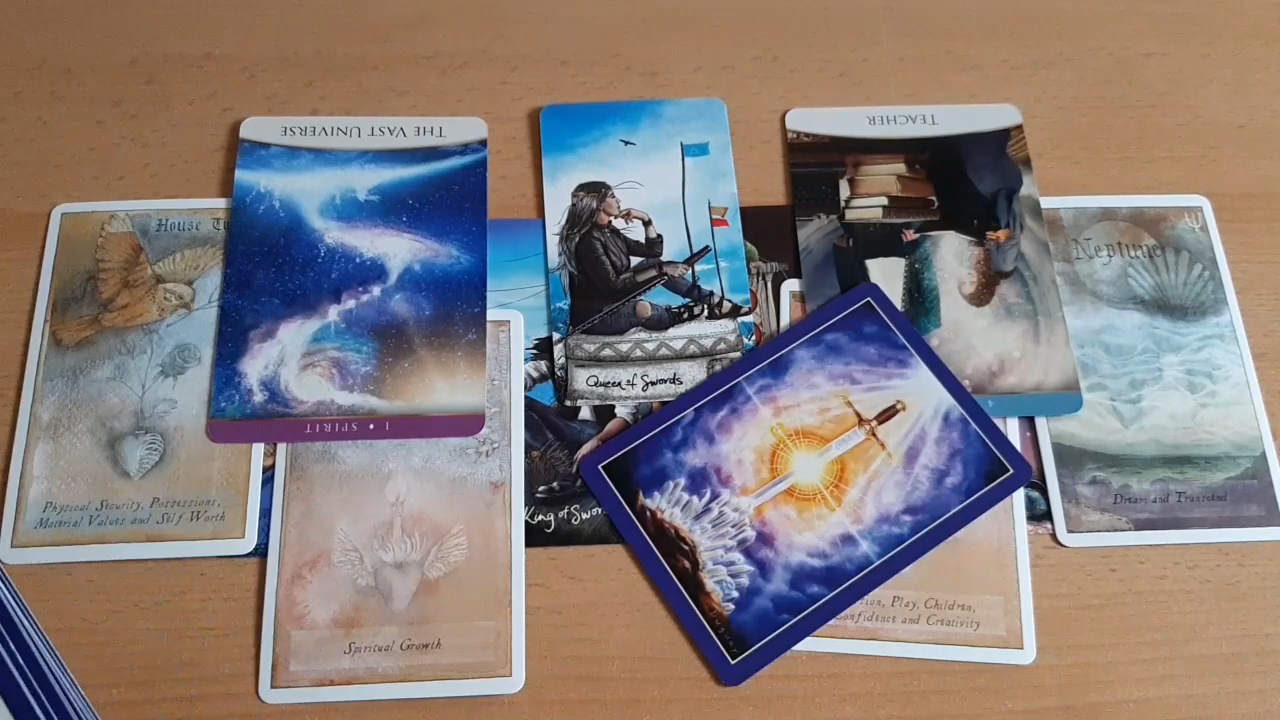 THE VAST UNIVERSE
TEACHER
House
Neptune
Queen of Swords
1 ♦ SPIRIT
4
Physical Security, Possessions,
Material Values and Self-Worth
King of
Dream and Transcend
Play, Children,
Confidence and Creativity
Spiritual Growth